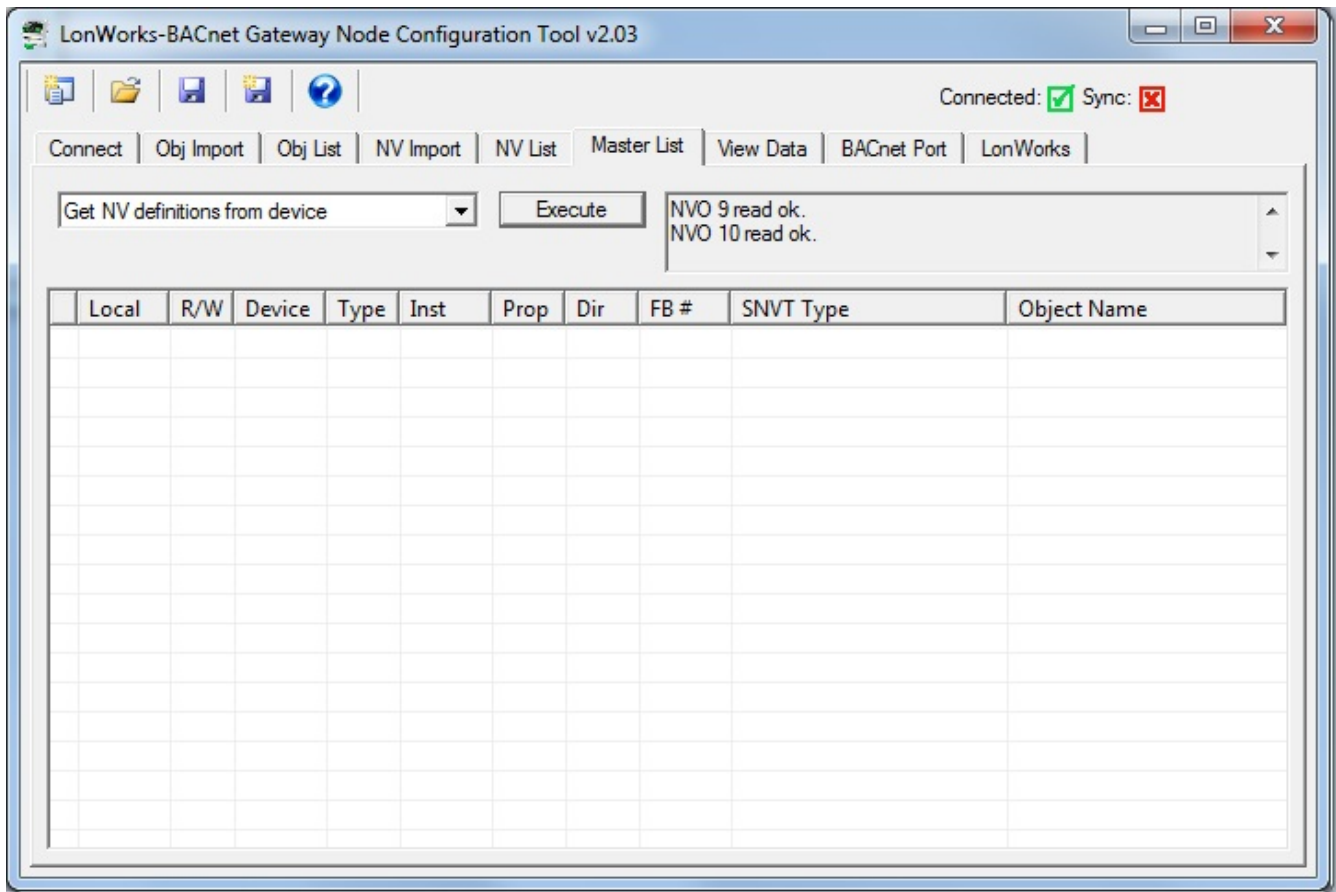 LonWorks-BACnet Gateway Node Configuration Tool v2.03
Connected: Sync:
Connect Obj Import Obj List NV Import NV List Master List View Data BACnet Port LonWorks
Get NV definitions from device Execute
NVO 9 read ok.
NVO 10 read ok.
Local R/W Device Type Inst Prop Dir FB # SNVT Type Object Name